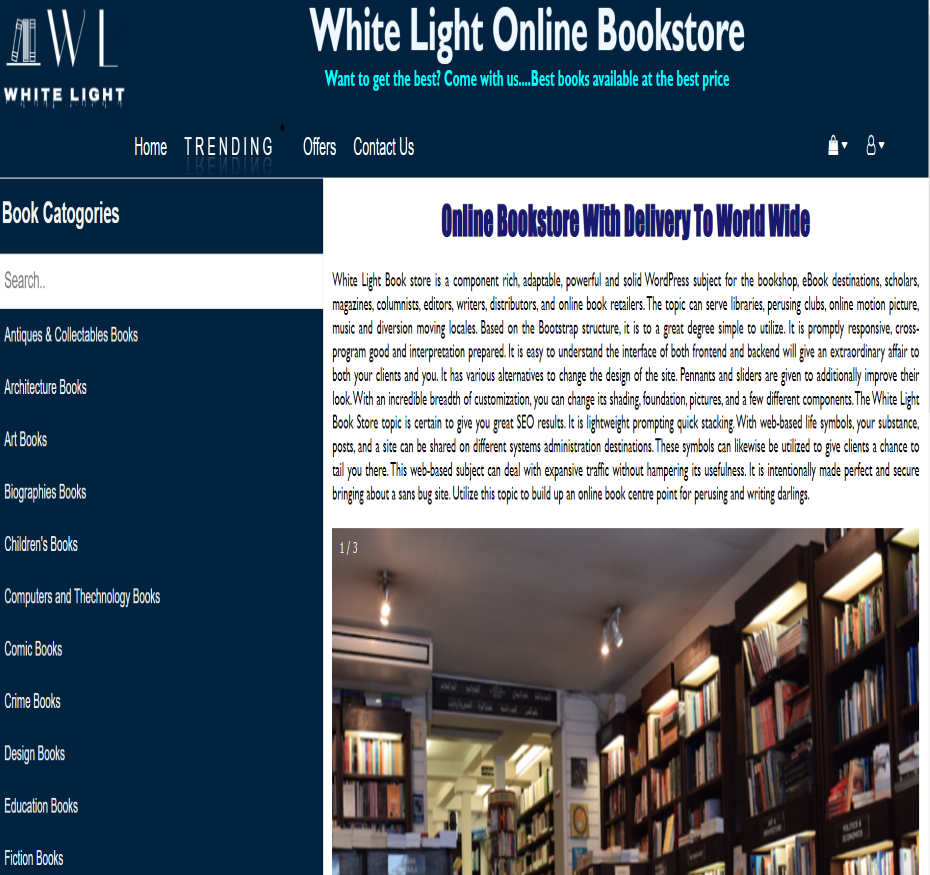 WL
WHITE LIGHT
White Light Online Bookstore
Want to get the best? Come with us....Best books available at the best price
Home TRENDING Offers Contact Us
Book Catogories
Search..
Antiques & Collectables Books
Architecture Books
Art Books
Biographies Books
Children's Books
Computers and Thechnology Books
Comic Books
Crime Books
Design Books
Education Books
Fiction Books
Online Bookstore With Delivery To World Wide
White Light Book store is a component rich, adaptable, powerful and solid WordPress subject for the bookshop, eBook destinations, scholars,
magazines, columnists, editors, writers, distributors, and online book retailers. The topic can serve libraries, perusing clubs, online motion picture,
music and diversion moving locales. Based on the Bootstrap structure, it is to a great degree simple to utilize. It is promptly responsive, cross-
program good and interpretation prepared. It is easy to understand the interface of both frontend and backend will give an extraordinary affair to
both your clients and you. It has various alternatives to change the design of the site. Pennants and sliders are given to additionally improve their
look. With an incredible breadth of customization, you can change its shading, foundation, pictures, and a few different components. The White Light
Book Store topic is certain to give you great SEO results. It is lightweight prompting quick stacking. With web-based life symbols, your substance,
posts, and a site can be shared on different systems administration destinations. These symbols can likewise be utilized to give clients a chance to
tail you there. This web-based subject can deal with expansive traffic without hampering its usefulness. It is intentionally made perfect and secure
bringing about a sans bug site. Utilize this topic to build up an online book centre point for perusing and writing darlings.
1 / 3
ART &
ARCHITECTURE
POLITICS &
ECONOMICS